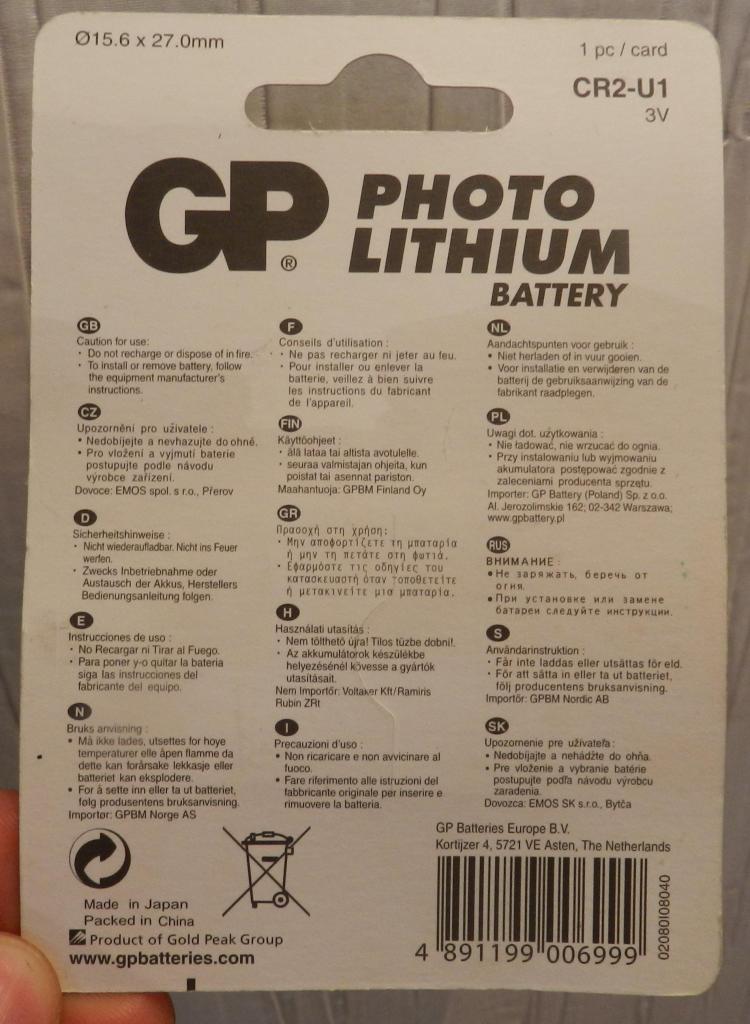 Ø15.6 x 27.0mm
1 pc / card
CR2-U1
3V
GP®
PHOTO
LITHIUM
BATTERY
GB
Caution for use:
· Do not recharge or dispose of in fire.
· To install or remove battery, follow
the equipment manufacturer's
instructions.
CZ
Upozornění pro uživatele :
· Nedobíjejte a nevhazujte do ohně.
· Pro vložení a vyjmutí baterie
postupujte podle návodu
výrobce zařízení.
Dovoce: EMOS spol. s r.o., Přerov
D
Sicherheitshinweise :
· Nicht wiederaufladbar. Nicht ins Feuer
werfen.
· Zwecks Inbetriebnahme oder
Austausch der Akkus, Herstellers
Bedienungsanleitung folgen.
E
Instrucciones de uso :
· No Recargar ni Tirar al Fuego.
· Para poner y-o quitar la bateria
siga las instrucciones del
fabricante del equipo.
N
Bruks anvisning :
• Må ikke lades, utsettes for hoye
temperaturer elle åpen flamme da
dette kan forårsake lekkasje eller
batteriet kan eksplodere.
• For å sette inn eller ta ut batteriet,
følg produsentens bruksanvisning.
Importør: GPBM Norge AS
F
Conseils d'utilisation :
· Ne pas recharger ni jeter au feu.
· Pour installer ou enlever la
batterie, veillez à bien suivre
les instructions du fabricant
de l'appareil.
FIN
Käyttöohjeet :
· älä lataa tai altista avotulelle.
· seuraa valmistajan ohjeita, kun
poistat tai asennat pariston.
Maahantuoja: GPBM Finland Oy
GR
Προσοχή στη χρήση:
· Μην αποφορτίζετε τη μπαταρία
ή μην τη πετάτε στη φωτιά.
· Εφαρμόστε τις οδηγίες του
κατασκευαστή όταν τοποθετείτε
ή μετακινείτε μια μπαταρία.
H
Használati utasítás :
· Nem tölthető újra! Tilos tűzbe dobni!.
· Az akkumulátorok készülékbe
helyezésénél kövesse a gyártók
utasításait.
Nem Importőr: Voltaker Kft/Ramiris
Rubin ZRt
I
Precauzioni d'uso :
• Non ricaricare e non avvicinare al
fuoco.
• Fare riferimento alle istruzioni del
fabbricante originale per inserire e
rimuovere la batteria.
NL
Aandachtspunten voor gebruik :
• Niet herladen of in vuur gooien.
• Voor installatie en verwijderen van de
batterij de gebruiksaanwijzing van de
fabrikant raadplegen.
PL
Uwagi dot. użytkowania :
• Nie ładować, nie wrzucać do ognia.
• Przy instalowaniu lub wyjmowaniu
akumulatora postępować zgodnie z
zaleceniami producenta sprzętu.
Importer: GP Battery (Poland) Sp. z o.o.
Al. Jerozolimskie 162; 02-342 Warszawa;
www.gpbattery.pl
RUS
ВНИМАНИЕ :
• Не заряжать, беречь от
огня.
• При установке или замене
батареи следуйте инструкции.
S
Användarinstruktion :
• Får inte laddas eller utsättas för eld.
• För att sätta in eller ta ut batteriet,
följ producentens bruksanvisning.
Importör: GPBM Nordic AB
SK
Upozornenie pre užívateľa :
• Nedobíjajte a neháďžte do ohňa.
• Pre vloženie a vybranie batérie
postupujte podľa návodu výrobcu
zaradenia.
Dovozca: EMOS SK s.r.o., Bytča
Made in Japan
Packed in China
Product of Gold Peak Group
www.gpbatteries.com
GP Batteries Europe B.V.
Kortijzer 4, 5721 VE Asten, The Netherlands
4 891199 006999
02080I08040